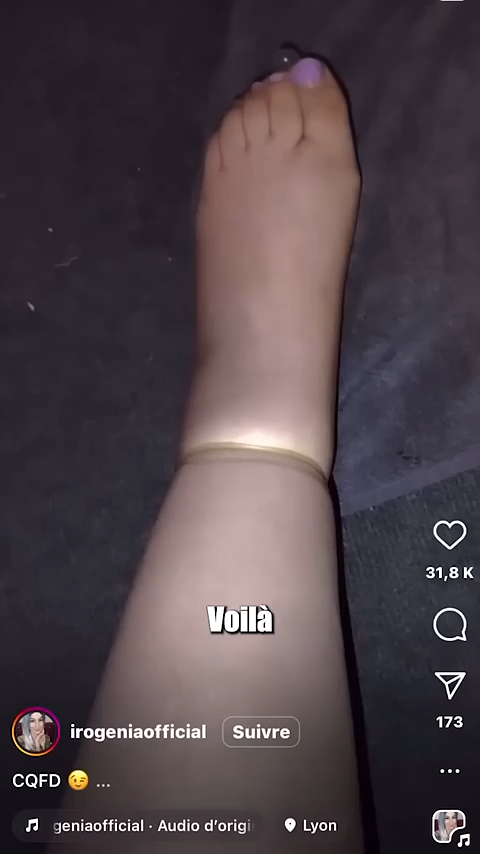 Voilà
31,8 K
173
irogeniaofficial
Suivre
CQFD 😉 ...
geniaofficial · Audio d'origi
Lyon